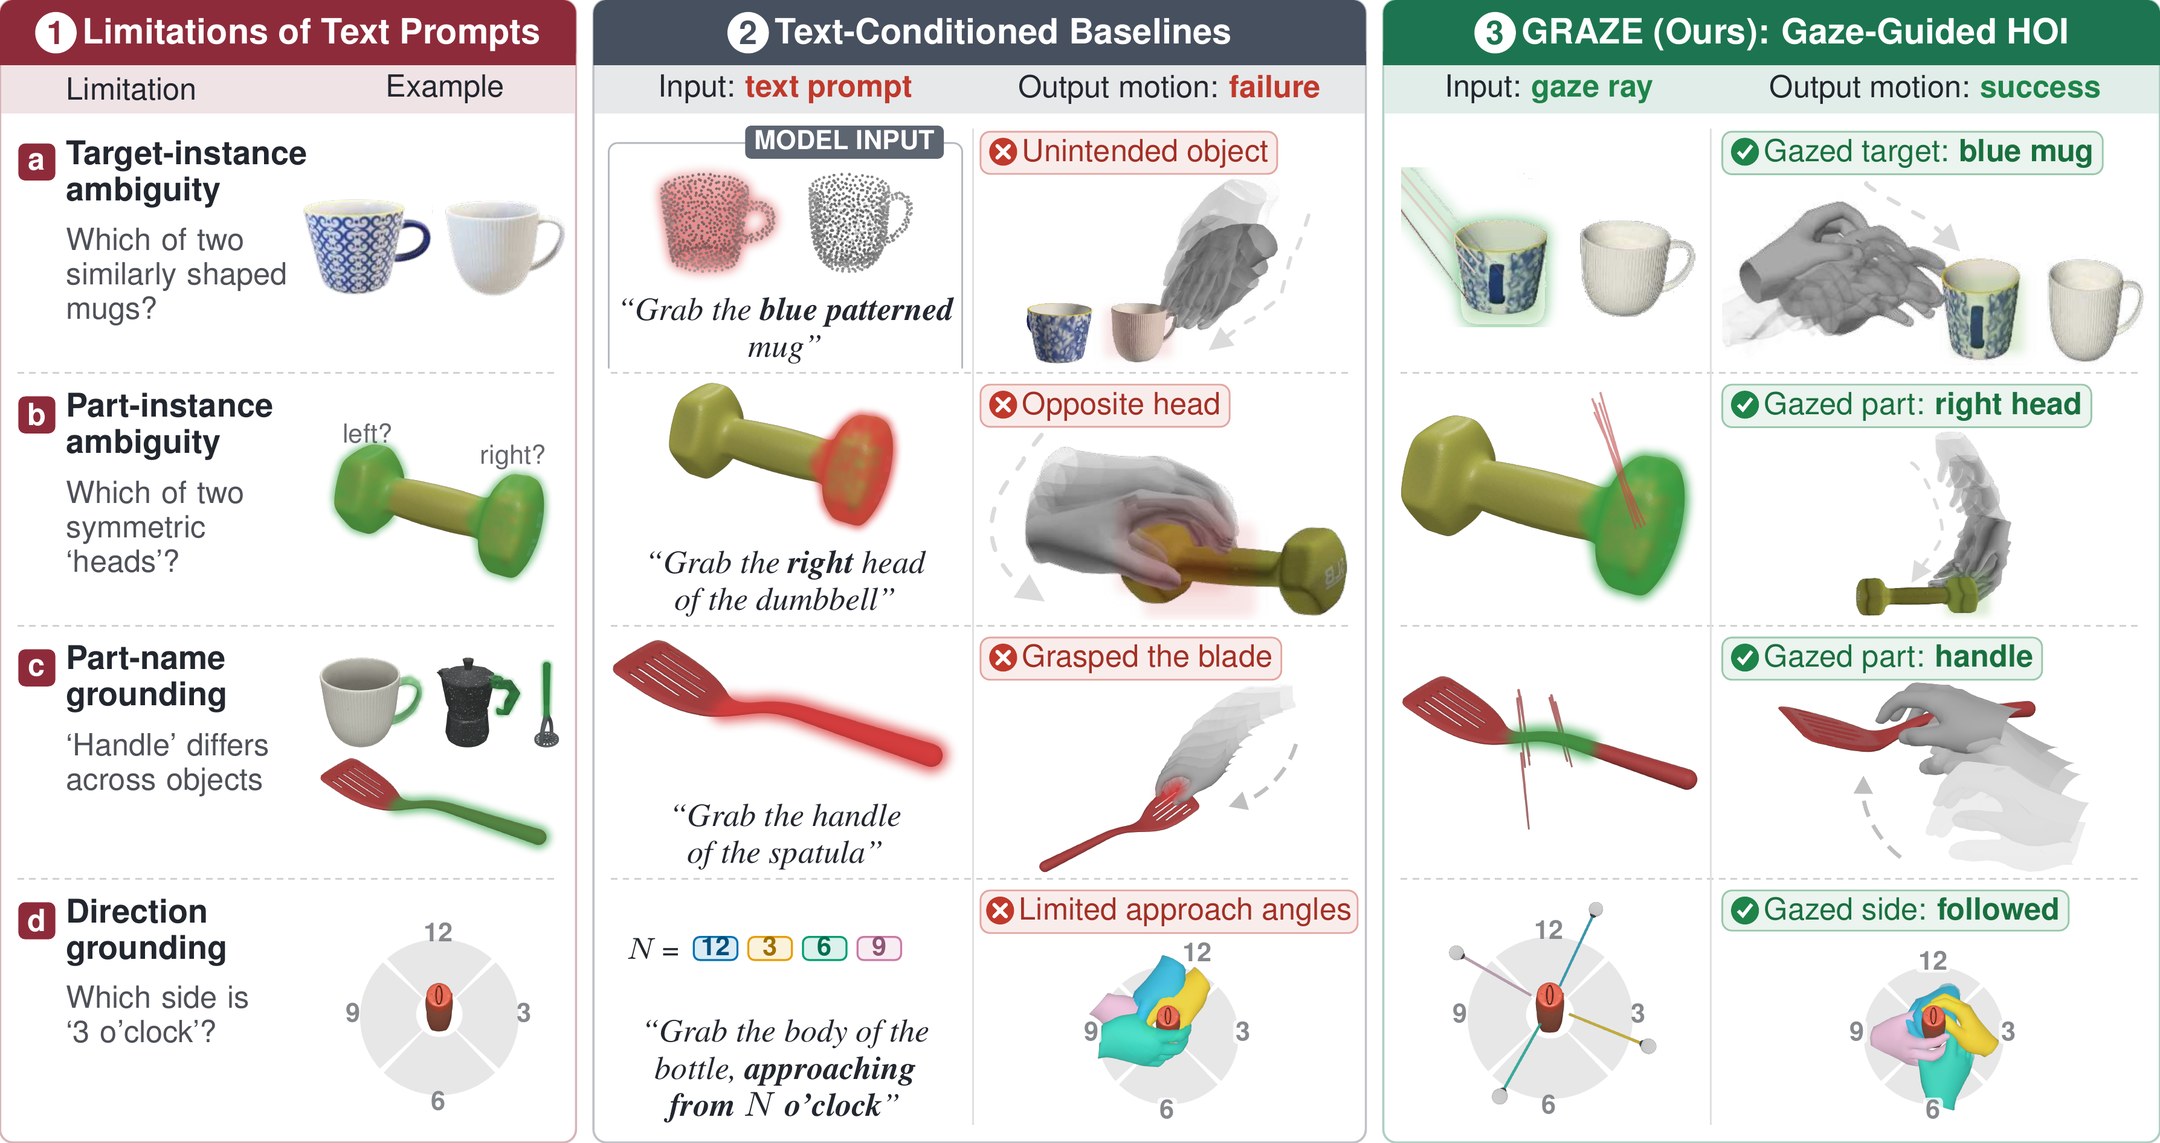 1 Limitations of Text Prompts
Limitation
Example
a
Target-instance
ambiguity
Which of two
similarly shaped
mugs?
b
Part-instance
ambiguity
Which of two
symmetric
‘heads’?
left?
right?
c
Part-name
grounding
‘Handle’ differs
across objects
d
Direction
grounding
Which side is
‘3 o’clock’?
12
9
3
6
2 Text-Conditioned Baselines
Input: text prompt
Output motion: failure
MODEL INPUT
“Grab the blue patterned
mug”
Unintended object
“Grab the right head
of the dumbbell”
Opposite head
“Grab the handle
of the spatula”
Grasped the blade
N = 12 3 6 9
“Grab the body of the
bottle, approaching
from N o’clock”
Limited approach angles
12
9
3
6
3 GRAZE (Ours): Gaze-Guided HOI
Input: gaze ray
Output motion: success
Gazed target: blue mug
Gazed part: right head
Gazed part: handle
12
9
3
6
Gazed side: followed
12
9
3
6